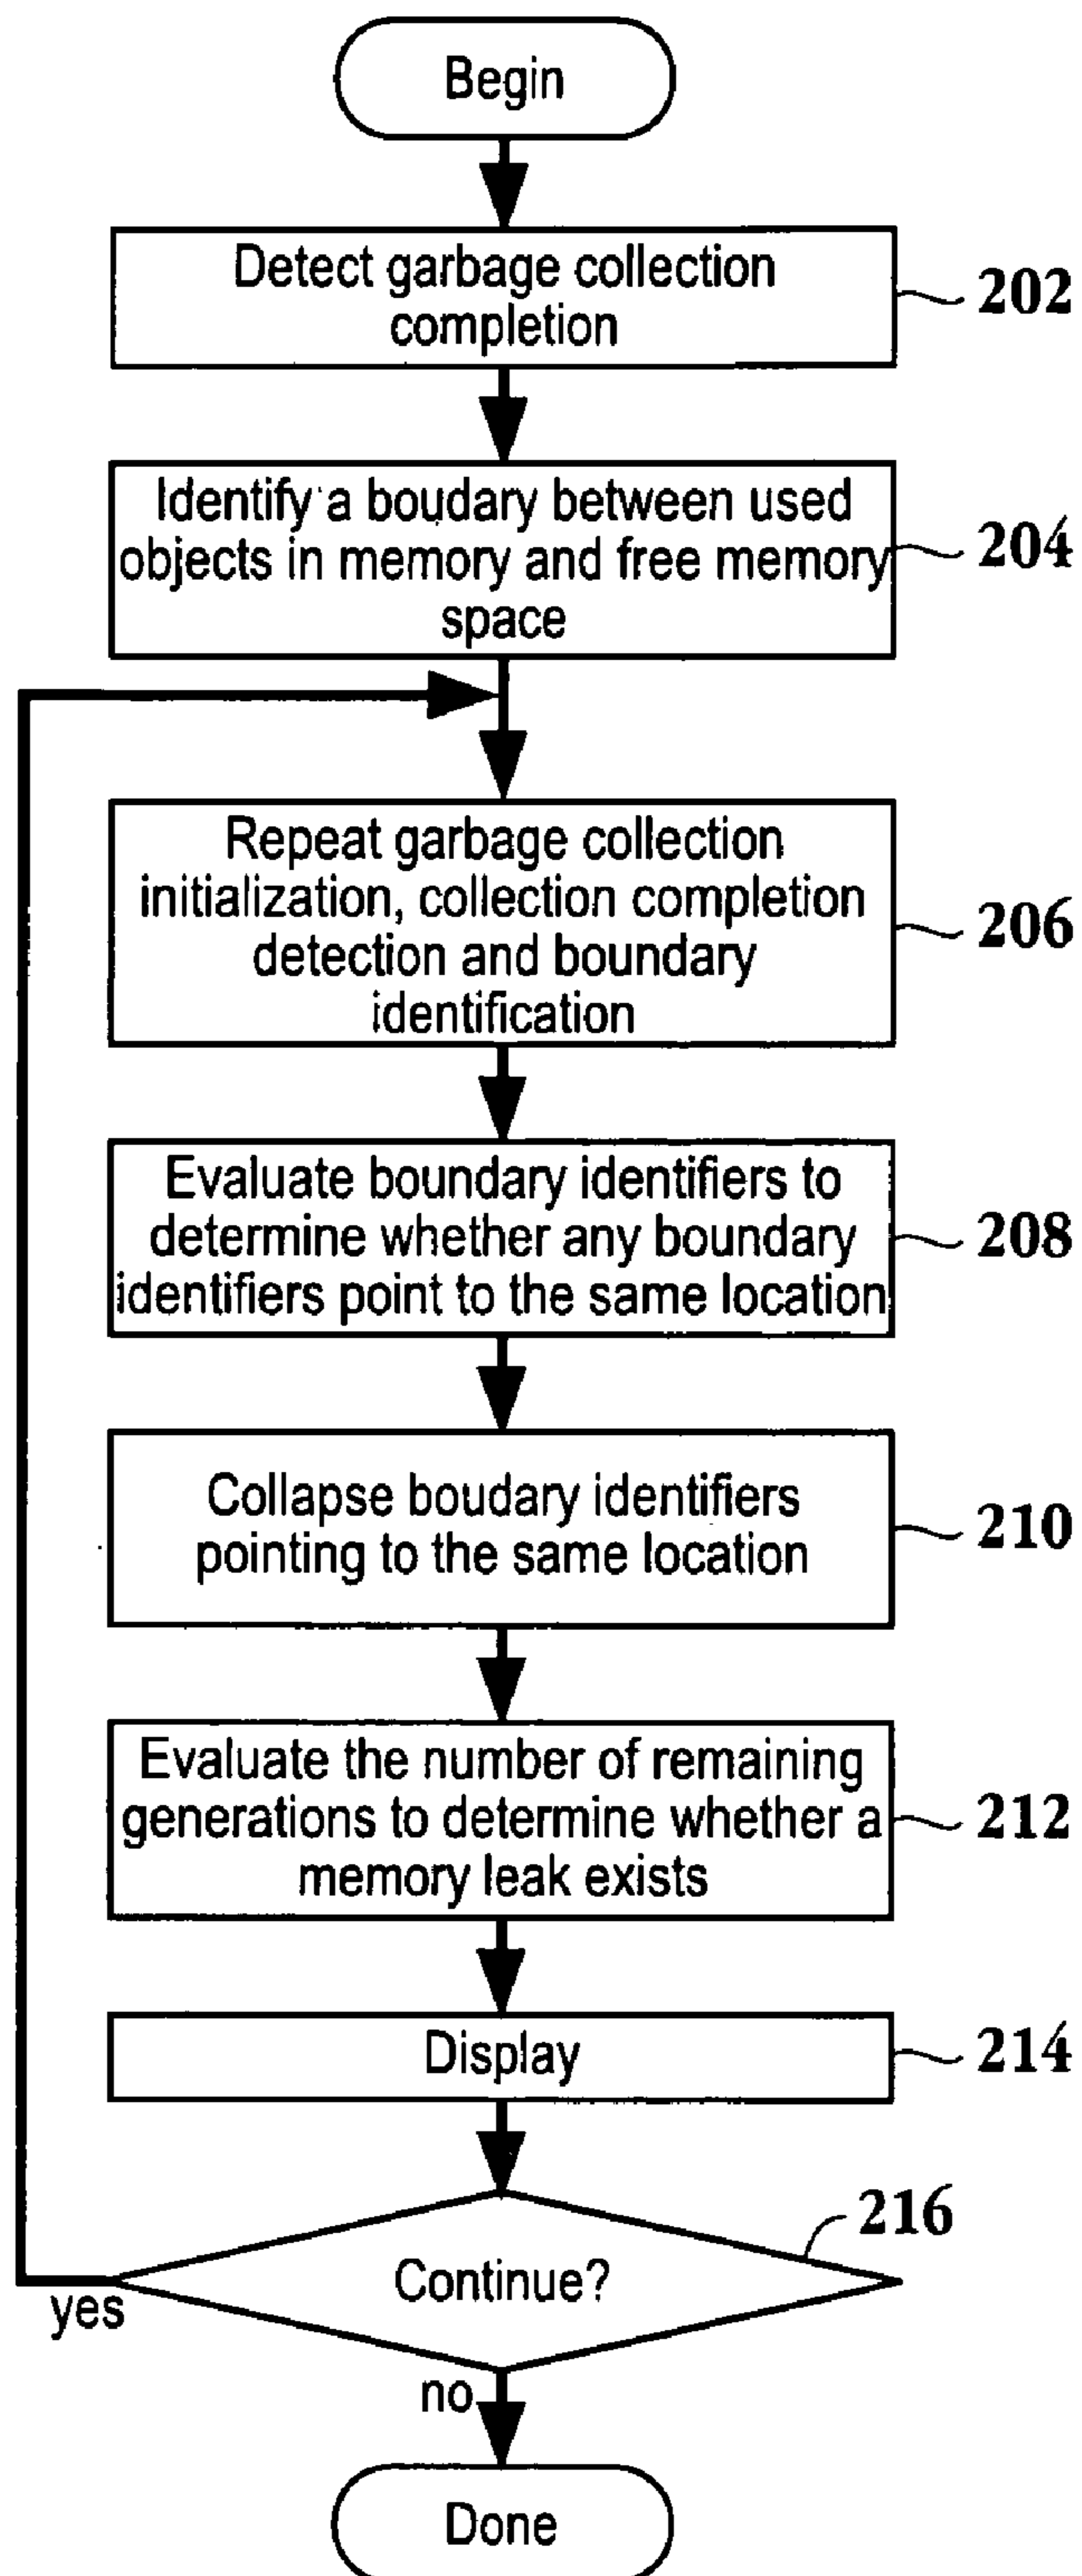 Begin
Detect garbage collection
completion
202
Identify a boudary between used
objects in memory and free memory
space
204
Repeat garbage collection
initialization, collection completion
detection and boundary
identification
206
Evaluate boundary identifiers to
determine whether any boundary
identifiers point to the same location
208
Collapse boudary identifiers
pointing to the same location
210
Evaluate the number of remaining
generations to determine whether a
memory leak exists
212
Display
214
216
Continue?
yes
no
Done